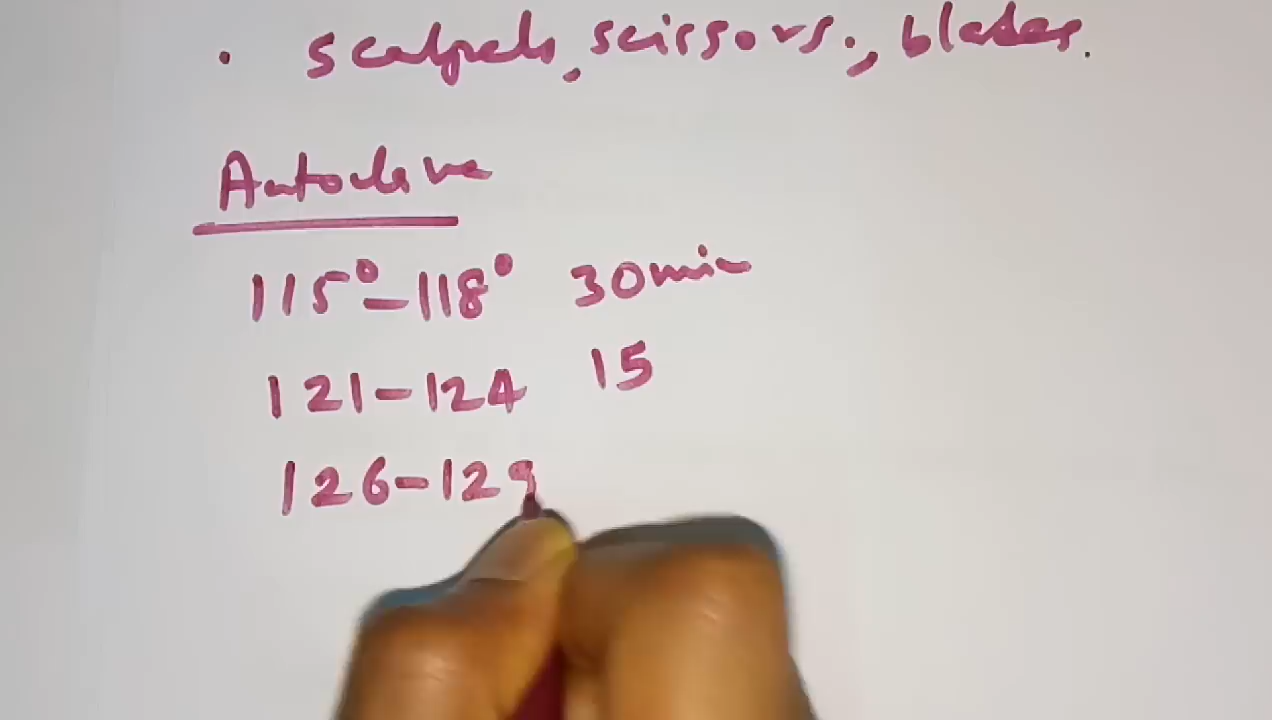 • scalpels, scissors., blades.
Autoclave
115° - 118° 30min
121 - 124 15
126 - 129